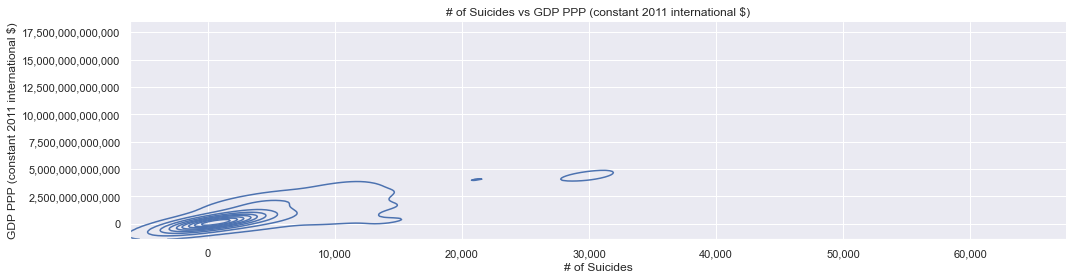 # of Suicides vs GDP PPP (constant 2011 international $)
GDP PPP (constant 2011 international $)
17,500,000,000,000
15,000,000,000,000
12,500,000,000,000
10,000,000,000,000
7,500,000,000,000
5,000,000,000,000
2,500,000,000,000
0
0 10,000 20,000 30,000 40,000 50,000 60,000
# of Suicides